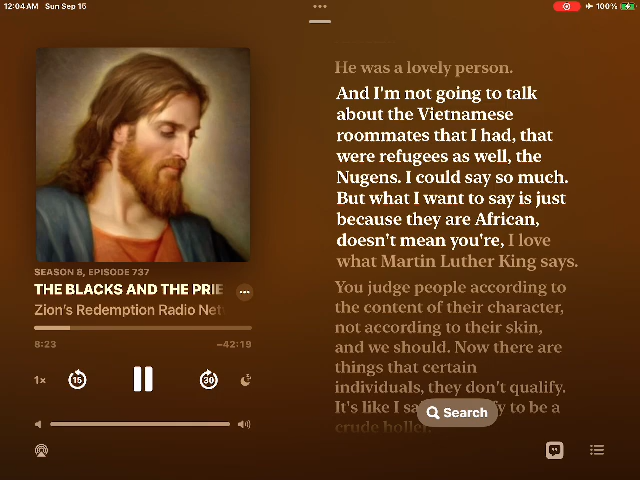 12:04 AM Sun Sep 15
100%
He was a lovely person.
And I'm not going to talk
about the Vietnamese
roommates that I had, that
were refugees as well, the
Nugens. I could say so much.
But what I want to say is just
because they are African,
doesn't mean you're, I love
what Martin Luther King says.
You judge people according to
the content of their character,
not according to their skin,
and we should. Now there are
things that certain
individuals, they don't qualify.
It's like I sa
y to be a
crude holler.
Search
SEASON 8, EPISODE 737
THE BLACKS AND THE PRIE
Zion's Redemption Radio Net
8:23
-42:19
1×
15
30